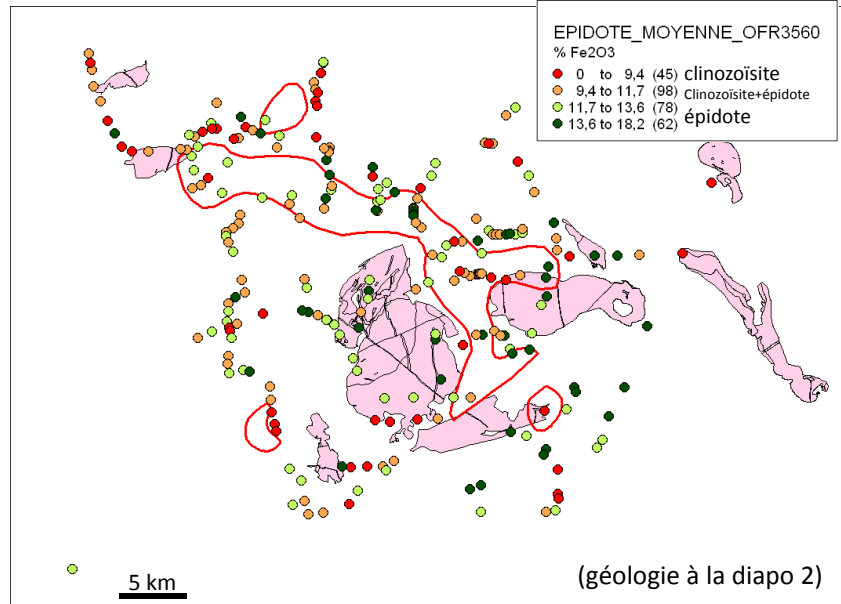 EPIDOTE_MOYENNE_OFR3560
% Fe2O3
0 to 9,4 (45) clinozoïsite
9,4 to 11,7 (98) Clinozoïsite+épidote
11,7 to 13,6 (78) épidote
13,6 to 18,2 (62)
5 km
(géologie à la diapo 2)